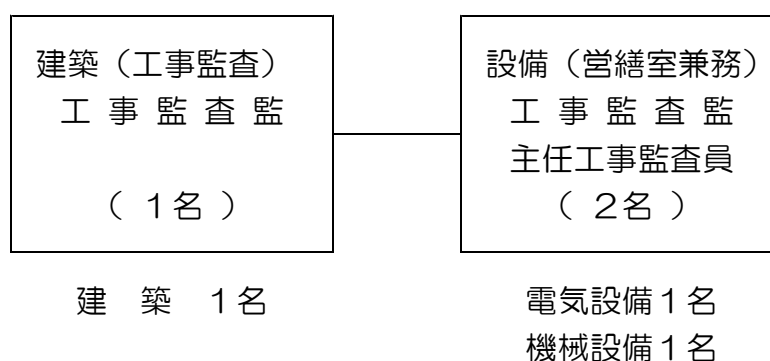 建築（工事監査）
工 事 監 査 監
（ １名 ）
建 築 １名
設備（営繕室兼務）
工 事 監 査 監
主任工事監査員
（ ２名 ）
電気設備１名
機械設備１名